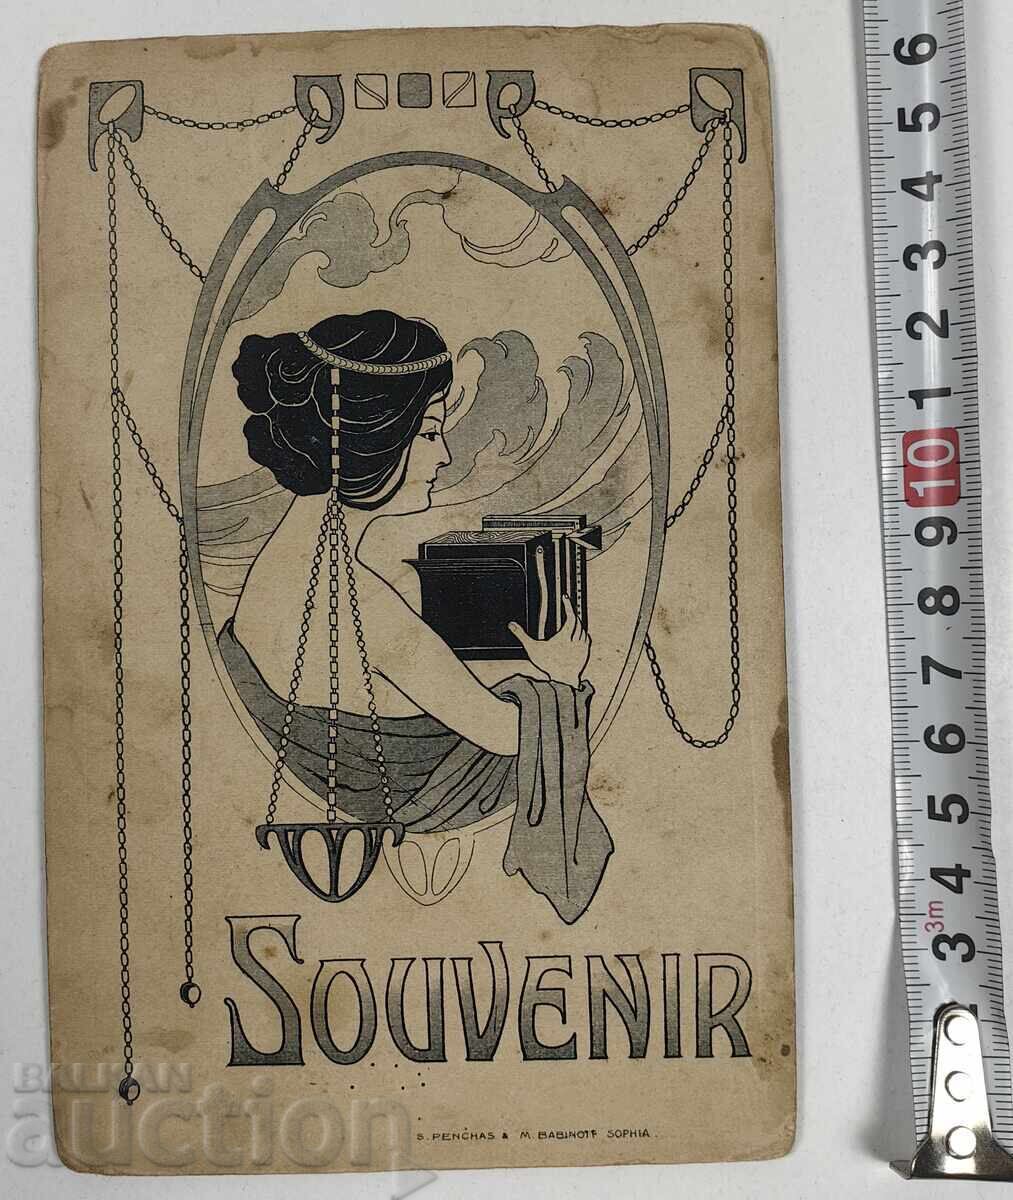 SOUVENIR
S. PENCHAS & M. BABINOFF SOPHIA.
BALKAN
auction
6
5
4
3
2
1
10
9
8
7
6
5
4
3m
3